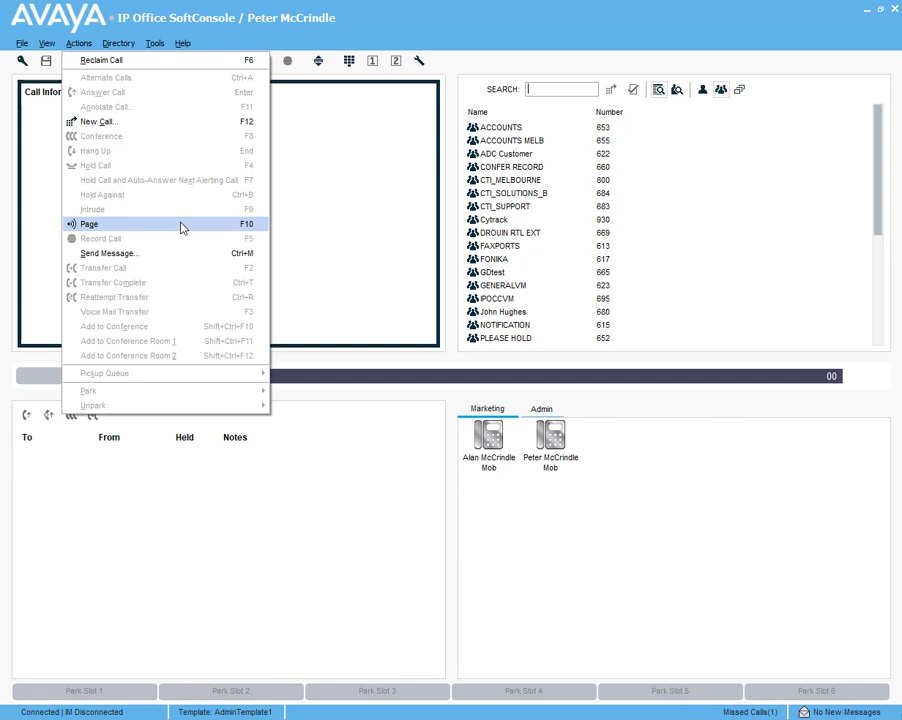 AVAYA IP Office SoftConsole / Peter McCrindle
File View Actions Directory Tools Help
Reclaim Call F6
Alternate Calls Ctrl+A
Answer Call Enter
Annotate Call... F11
New Call... F12
Conference F8
Hang Up End
Hold Call F4
Hold Call and Auto-Answer Next Alerting Call F7
Hold Against Ctrl+B
Intrude F9
Page F10
Record Call F5
Send Message... Ctrl+M
Transfer Call F2
Transfer Complete Ctrl+T
Reattempt Transfer Ctrl+R
Voice Mail Transfer F3
Add to Conference Shift+Ctrl+F10
Add to Conference Room 1 Shift+Ctrl+F11
Add to Conference Room 2 Shift+Ctrl+F12
Pickup Queue
Park
Unpark
1 2
SEARCH:
Name Number
ACCOUNTS 653
ACCOUNTS MELB 655
ADC Customer 622
CONFER RECORD 660
CTI_MELBOURNE 800
CTI_SOLUTIONS_B 684
CTI_SUPPORT 683
Cytrack 930
DROUIN RTL EXT 669
FAXPORTS 613
FONIKA 617
GDtest 665
GENERALVM 623
IPOCCVM 695
John Hughes 680
NOTIFICATION 615
PLEASE HOLD 652
00
To From Held Notes
Marketing Admin
Alan McCrindle Mob
Peter McCrindle Mob
Park Slot 1 Park Slot 2 Park Slot 3 Park Slot 4 Park Slot 5 Park Slot 6
Connected | IM Disconnected Template: AdminTemplate1 Missed Calls(1) No New Messages